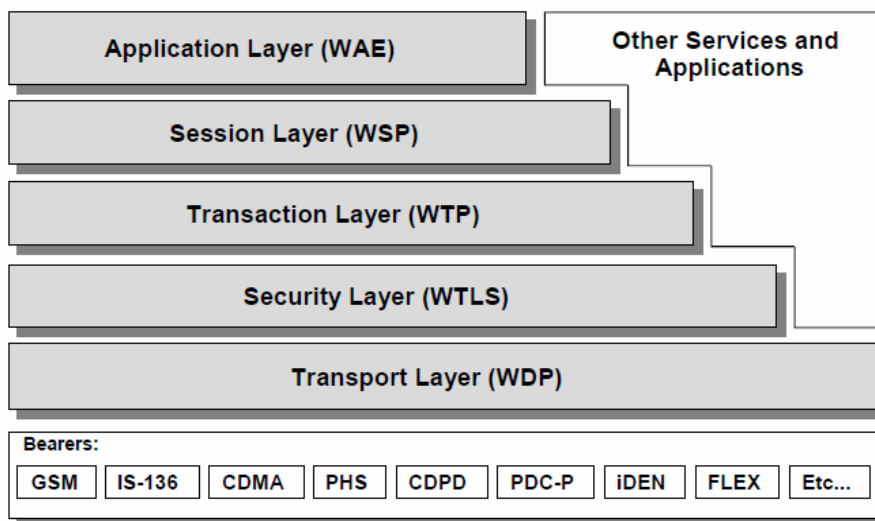 Application Layer (WAE)
Other Services and
Applications
Session Layer (WSP)
Transaction Layer (WTP)
Security Layer (WTLS)
Transport Layer (WDP)
Bearers:
GSM IS-136 CDMA PHS CDPD PDC-P iDEN FLEX Etc...